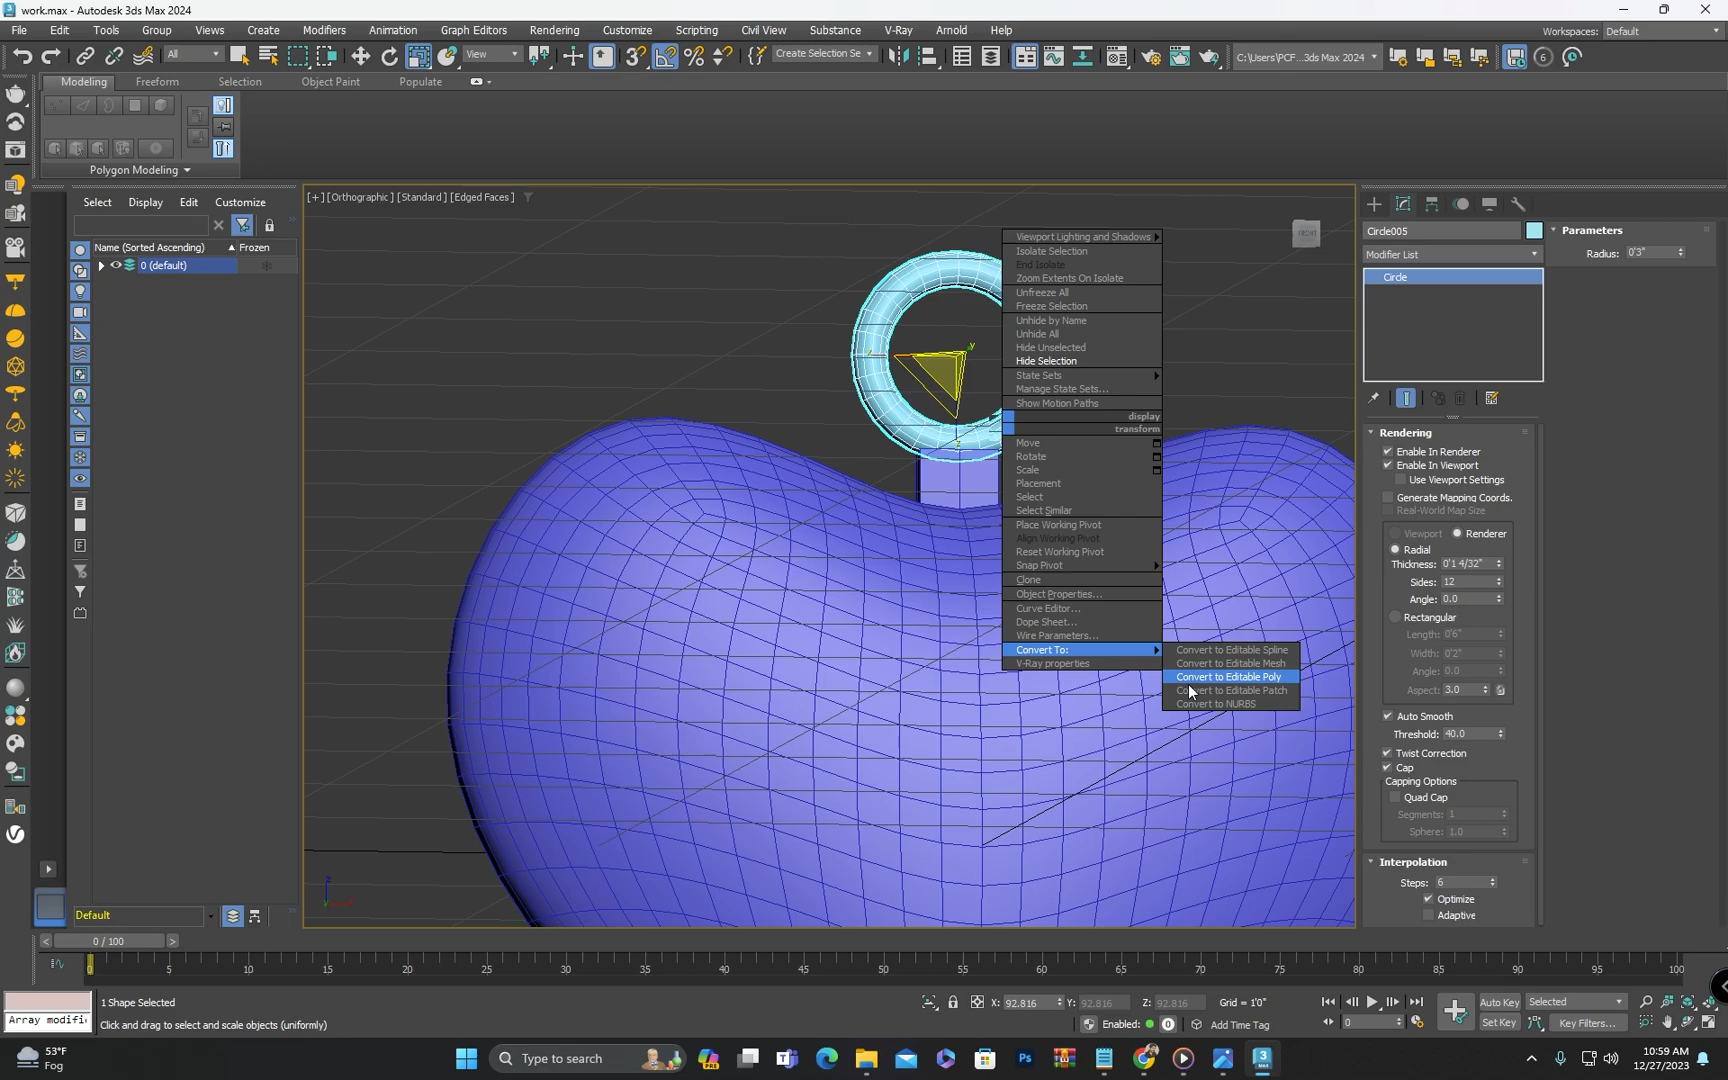 work.max - Autodesk 3ds Max 2024
File Edit Tools Group Views Create Modifiers Animation Graph Editors Rendering Customize Scripting Civil View Substance V-Ray Arnold Help Workspaces: Default
All View Create Selection Se C:\Users\PCF...3ds Max 2024 6
Modeling Freeform Selection Object Paint Populate
Polygon Modeling
Select Display Edit Customize
Name (Sorted Ascending) Frozen
0 (default)
[+] [Orthographic] [Standard] [Edged Faces]
FRONT
Viewport Lighting and Shadows
Isolate Selection
End Isolate
Zoom Extents On Isolate
Unfreeze All
Freeze Selection
Unhide by Name
Unhide All
Hide Unselected
Hide Selection
State Sets
Manage State Sets...
Show Motion Paths
display
transform
Move
Rotate
Scale
Placement
Select
Select Similar
Place Working Pivot
Align Working Pivot
Reset Working Pivot
Snap Pivot
Clone
Object Properties...
Curve Editor...
Dope Sheet...
Wire Parameters...
Convert To:
V-Ray properties
Convert to Editable Spline
Convert to Editable Mesh
Convert to Editable Poly
Convert to Editable Patch
Convert to NURBS
Circle005
Modifier List
Circle
Parameters
Radius: 0'3"
Rendering
Enable In Renderer
Enable In Viewport
Use Viewport Settings
Generate Mapping Coords.
Real-World Map Size
Viewport Renderer
Radial
Thickness: 0'1 4/32"
Sides: 12
Angle: 0.0
Rectangular
Length: 0'6"
Width: 0'2"
Angle: 0.0
Aspect: 3.0
Auto Smooth
Threshold: 40.0
Twist Correction
Cap
Capping Options
Quad Cap
Segments: 1
Sphere: 1.0
Interpolation
Steps: 6
Optimize
Adaptive
Default
< 0 / 100 >
0 5 10 15 20 25 30 35 40 45 50 55 60 65 70 75 80 85 90 95 100
1 Shape Selected
Click and drag to select and scale objects (uniformly)
Array modifi
X: 92.816 Y: 92.816 Z: 92.816 Grid = 1'0"
Enabled: 0 Add Time Tag
0
Auto Key Selected
Set Key Key Filters...
53°F
Fog
Type to search
PRE
Ps
3
MAX
10:59 AM
12/27/2023